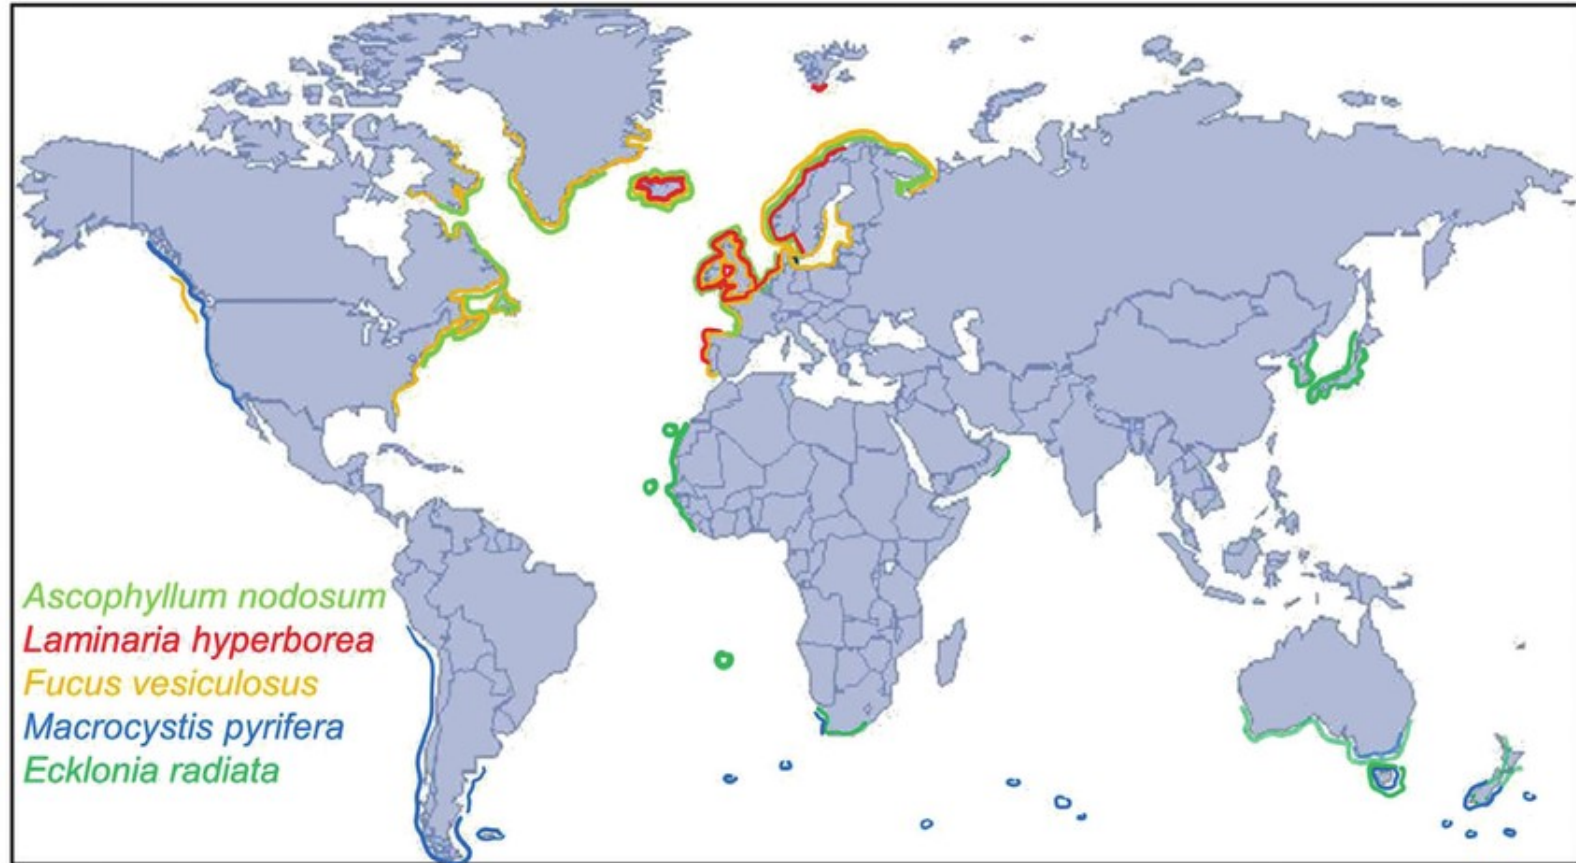 Ascophyllum nodosum
Laminaria hyperborea
Fucus vesiculosus
Macrocystis pyrifera
Ecklonia radiata